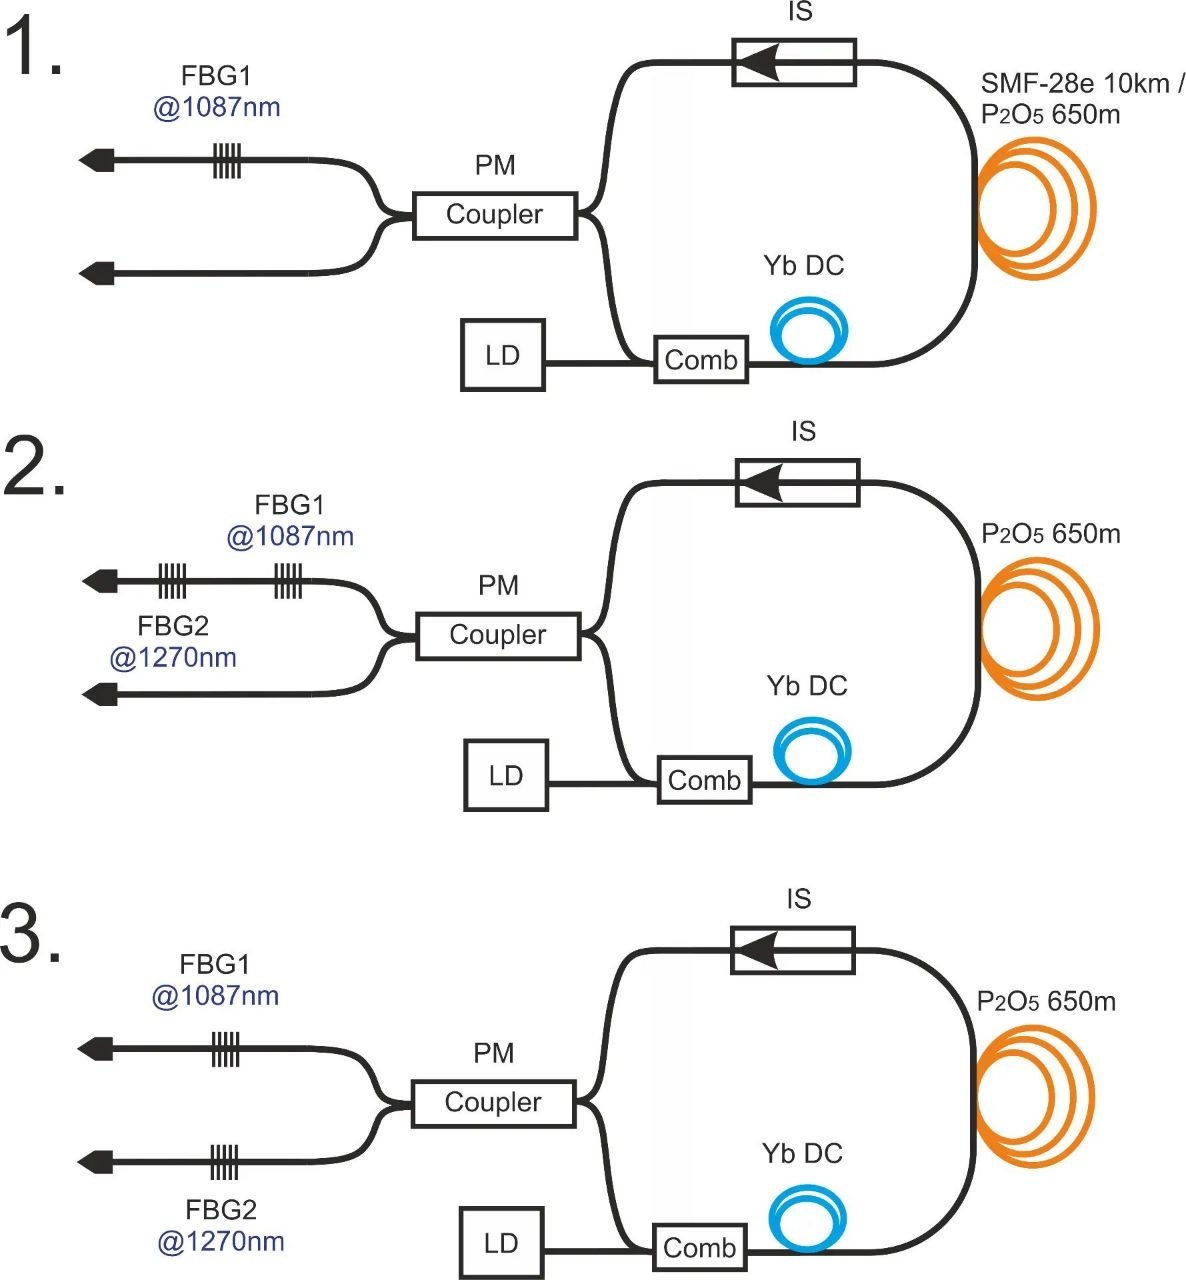 1.
IS
FBG1
@1087nm
SMF-28e 10km /
P2O5 650m
PM
Coupler
Yb DC
LD
Comb
2.
IS
FBG1
@1087nm
P2O5 650m
PM
Coupler
FBG2
@1270nm
Yb DC
LD
Comb
3.
IS
FBG1
@1087nm
P2O5 650m
PM
Coupler
Yb DC
FBG2
@1270nm
LD
Comb